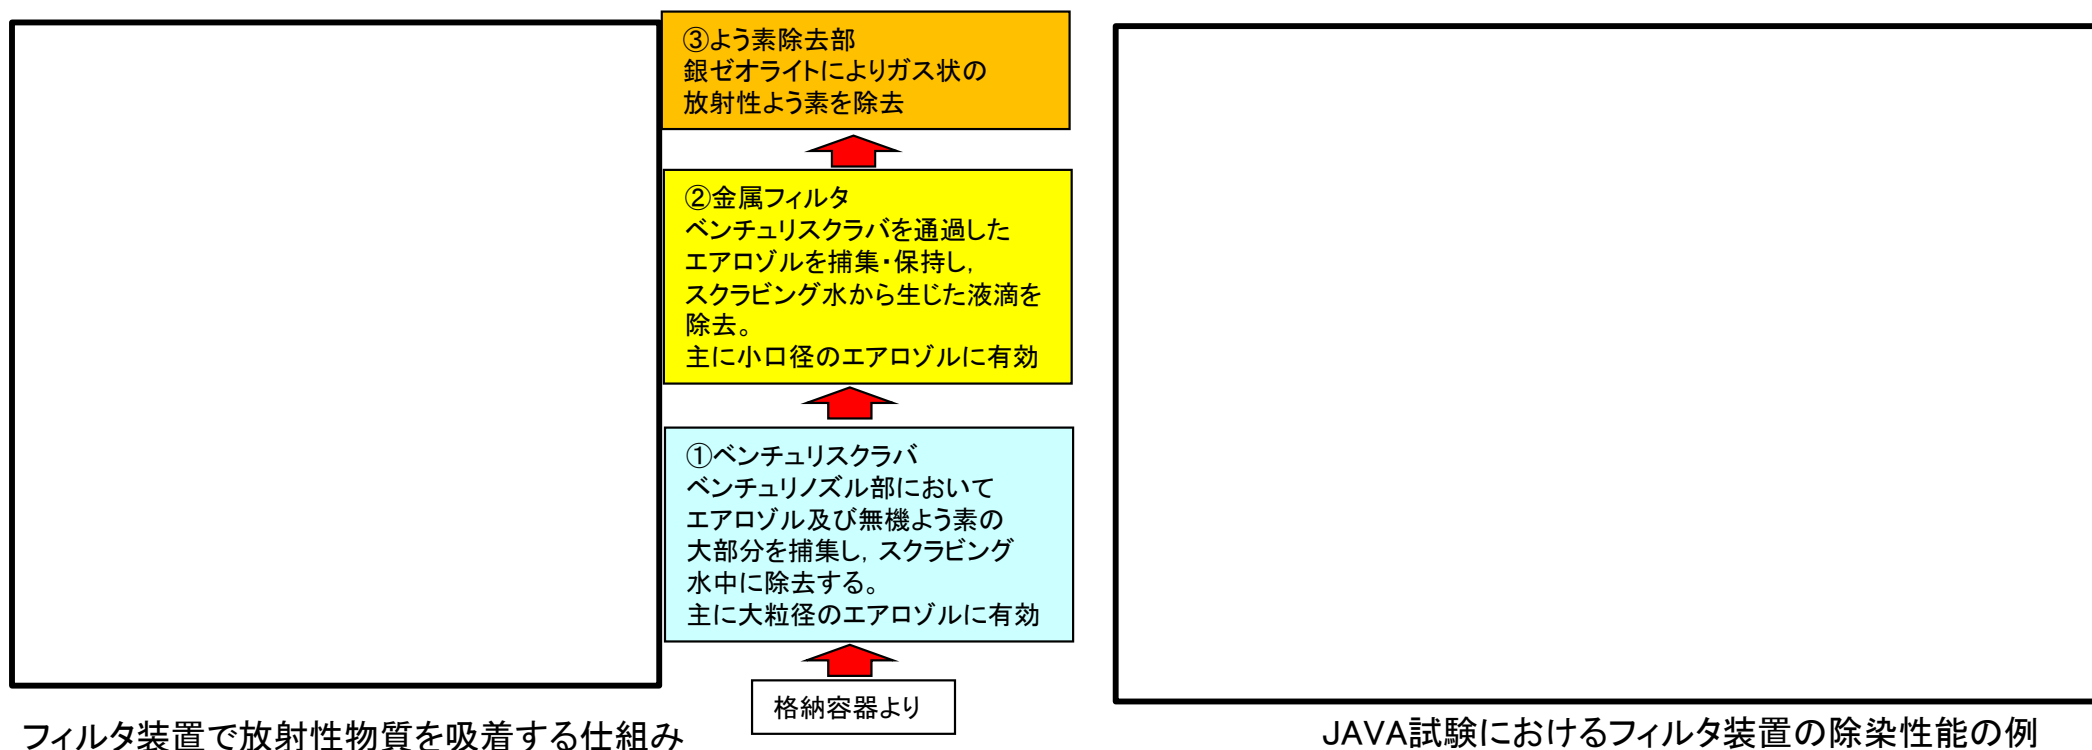 ③よう素除去部
銀ゼオライトによりガス状の
放射性よう素を除去
②金属フィルタ
ベンチュリスクラバを通過した
エアロゾルを捕集・保持し，
スクラビング水から生じた液滴を
除去。
主に小口径のエアロゾルに有効
①ベンチュリスクラバ
ベンチュリノズル部において
エアロゾル及び無機よう素の
大部分を捕集し，スクラビング
水中に除去する。
主に大粒径のエアロゾルに有効
格納容器より
フィルタ装置で放射性物質を吸着する仕組み
JAVA試験におけるフィルタ装置の除染性能の例